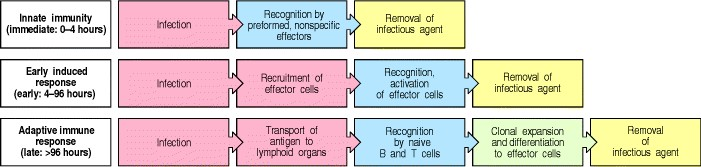 Innate immunity
(immediate: 0–4 hours)
Infection
Recognition by
preformed, nonspecific
effectors
Removal of
infectious agent
Early induced
response
(early: 4–96 hours)
Infection
Recruitment of
effector cells
Recognition,
activation
of effector cells
Removal of
infectious agent
Adaptive immune
response
(late: >96 hours)
Infection
Transport of
antigen to
lymphoid organs
Recognition
by naive
B and T cells
Clonal expansion
and differentiation
to effector cells
Removal
of
infectious agent